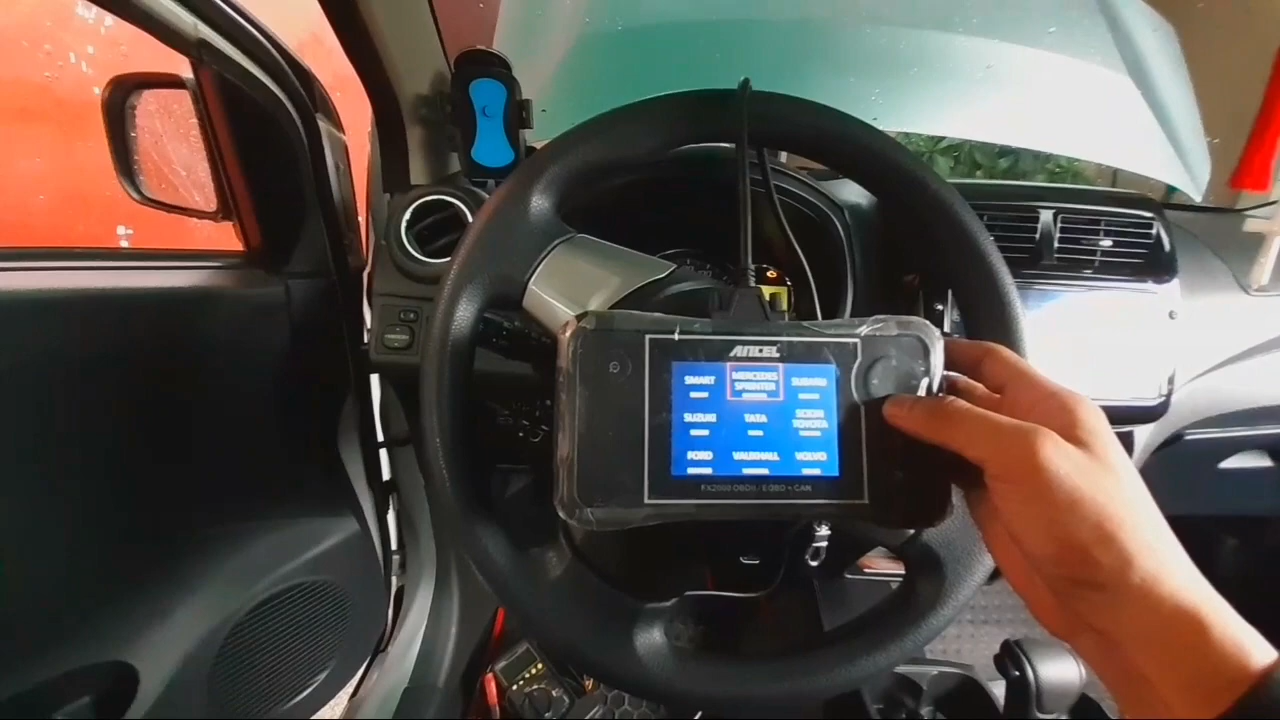 ANCEL
SMART
MERCEDES
SPRINTER
SUBARU
SUZUKI
TATA
SCION
TOYOTA
FORD
VAUXHALL
VOLVO
FX2000 OBDII / EOBD + CAN